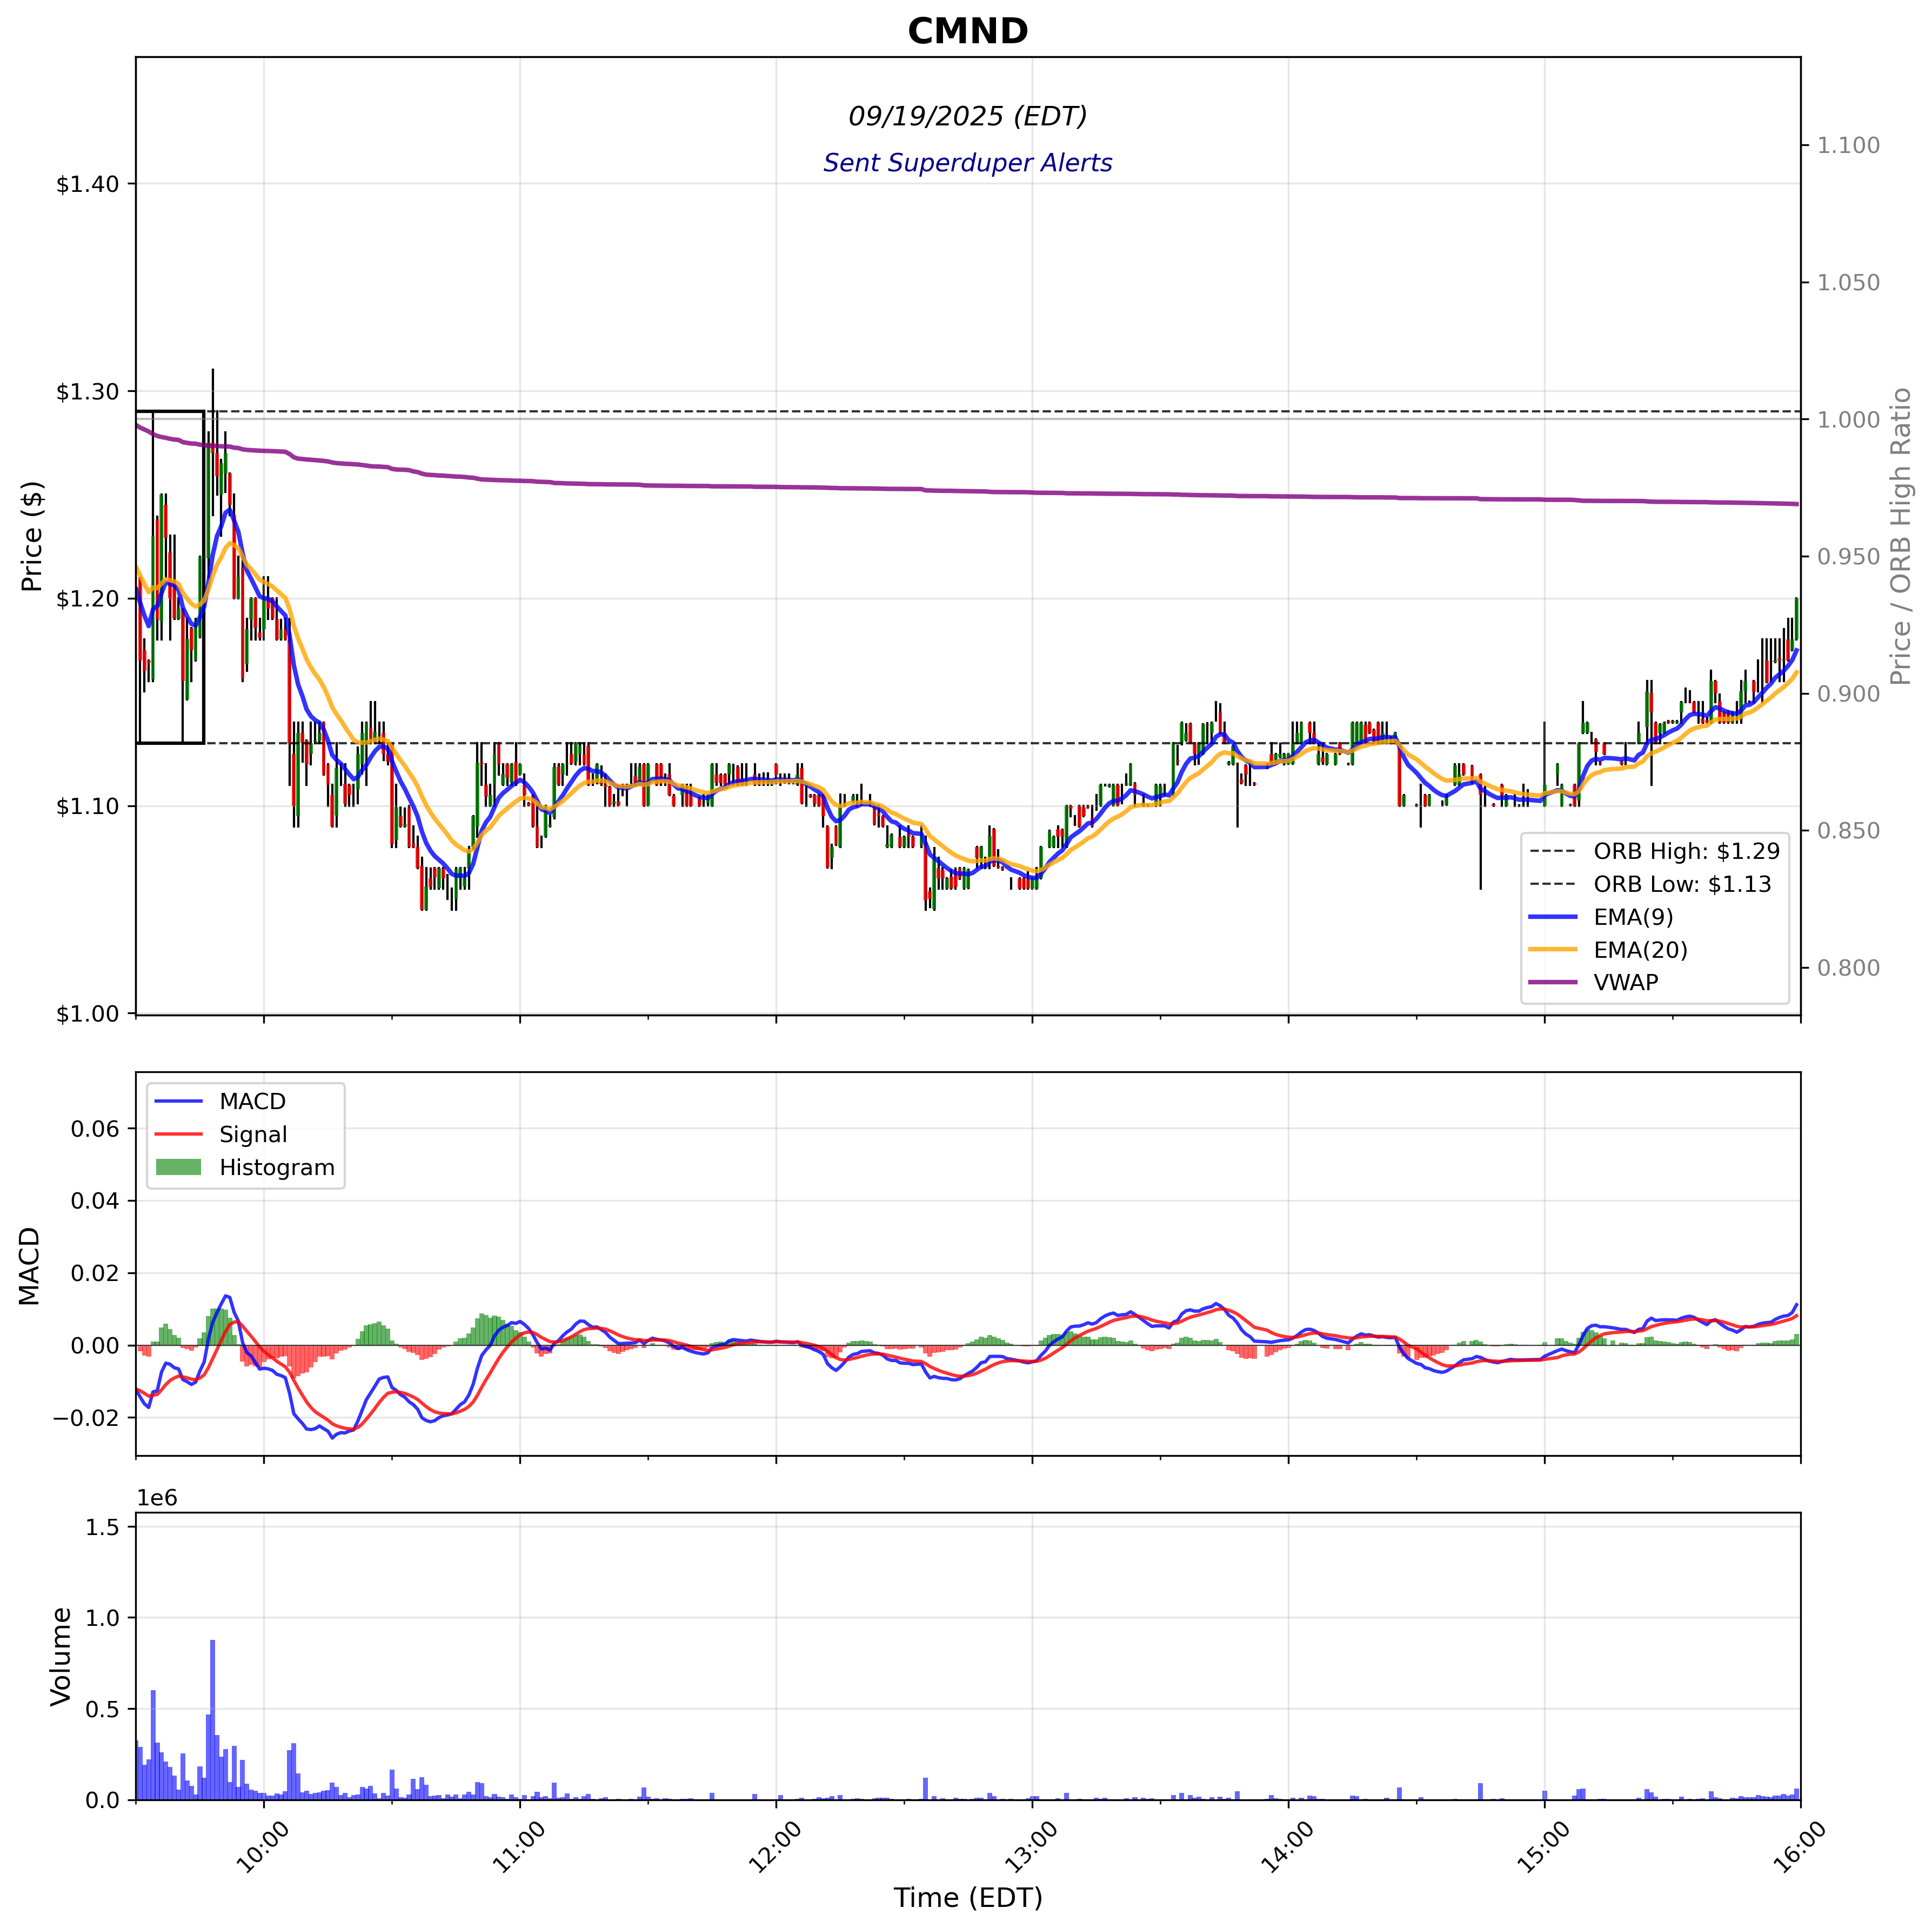 CMND
09/19/2025 (EDT)
Sent Superduper Alerts
Price ($)
$1.40
$1.30
$1.20
$1.10
$1.00
Price / ORB High Ratio
1.100
1.050
1.000
0.950
0.900
0.850
0.800
ORB High: $1.29
ORB Low: $1.13
EMA(9)
EMA(20)
VWAP
MACD
0.06
0.04
0.02
0.00
−0.02
MACD
Signal
Histogram
1e6
Volume
1.5
1.0
0.5
0.0
10:00
11:00
12:00
13:00
14:00
15:00
16:00
Time (EDT)